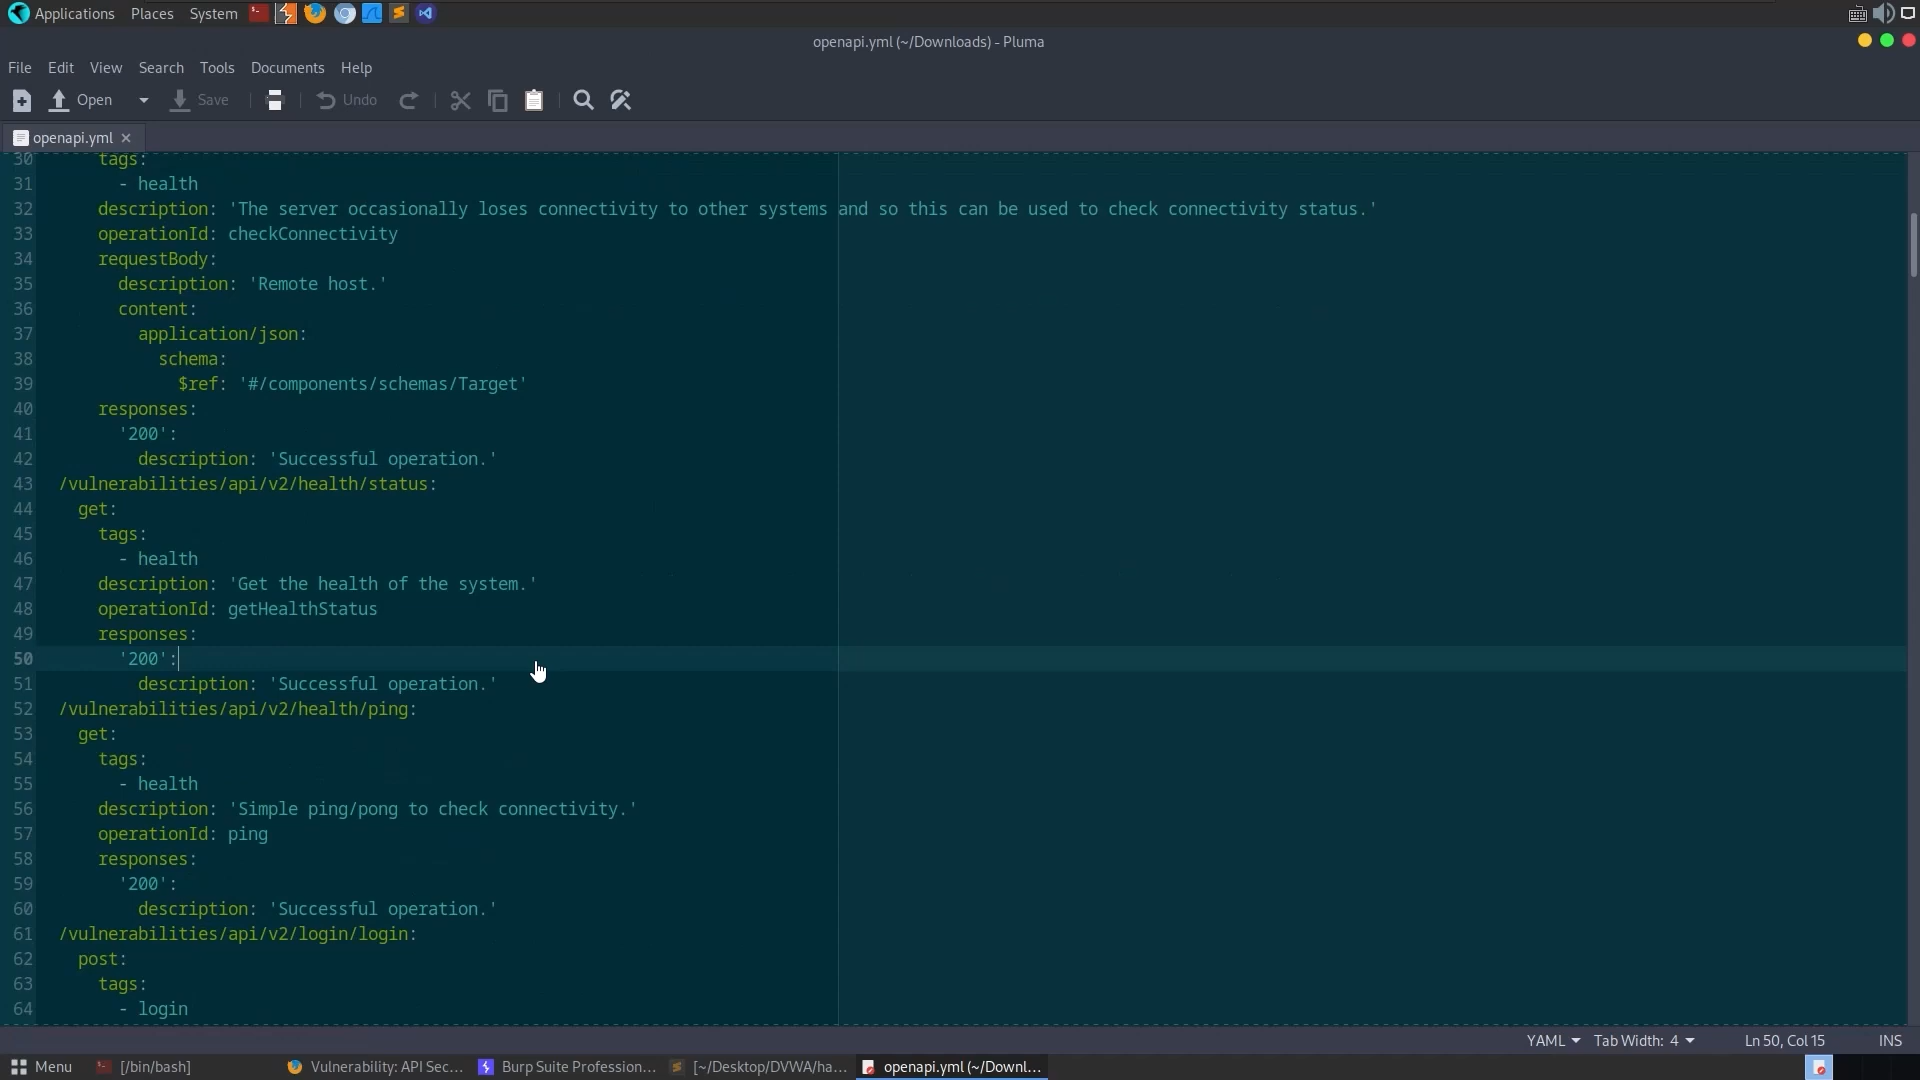 Applications Places System
openapi.yml (~/Downloads) - Pluma
File Edit View Search Tools Documents Help
Open Save Undo
openapi.yml
30 tags:
31 - health
32 description: 'The server occasionally loses connectivity to other systems and so this can be used to check connectivity status.'
33 operationId: checkConnectivity
34 requestBody:
35 description: 'Remote host.'
36 content:
37 application/json:
38 schema:
39 $ref: '#/components/schemas/Target'
40 responses:
41 '200':
42 description: 'Successful operation.'
43 /vulnerabilities/api/v2/health/status:
44 get:
45 tags:
46 - health
47 description: 'Get the health of the system.'
48 operationId: getHealthStatus
49 responses:
50 '200':
51 description: 'Successful operation.'
52 /vulnerabilities/api/v2/health/ping:
53 get:
54 tags:
55 - health
56 description: 'Simple ping/pong to check connectivity.'
57 operationId: ping
58 responses:
59 '200':
60 description: 'Successful operation.'
61 /vulnerabilities/api/v2/login/login:
62 post:
63 tags:
64 - login
YAML Tab Width: 4 Ln 50, Col 15 INS
Menu [/bin/bash] Vulnerability: API Sec... Burp Suite Profession... [~/Desktop/DVWA/ha... openapi.yml (~/Downl...